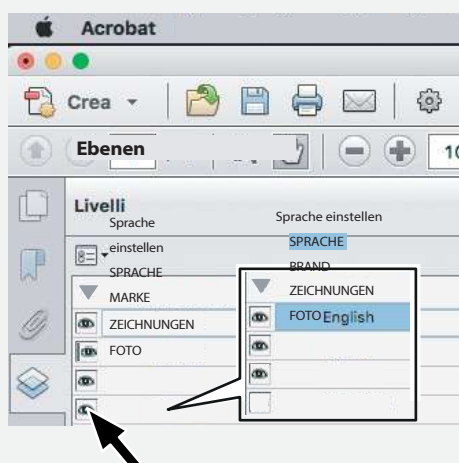 Acrobat
Crea
Ebenen
10
Livelli
Sprache
einstellen
SPRACHE
MARKE
ZEICHNUNGEN
FOTO
Sprache einstellen
SPRACHE
BRAND
ZEICHNUNGEN
FOTO English